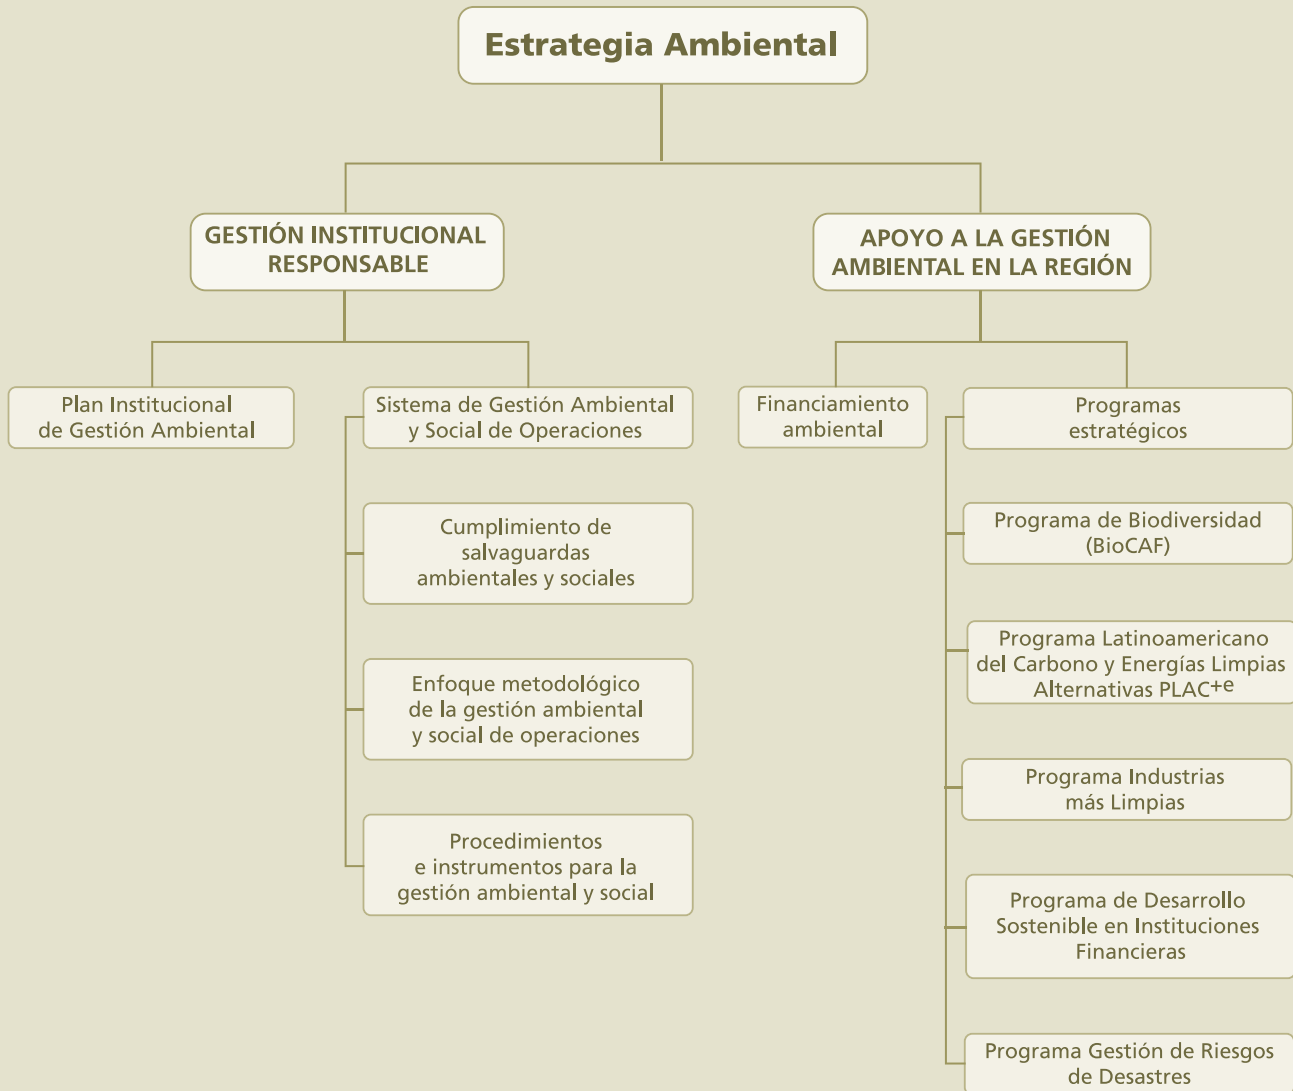 Estrategia Ambiental
GESTIÓN INSTITUCIONAL
RESPONSABLE
APOYO A LA GESTIÓN
AMBIENTAL EN LA REGIÓN
Plan Institucional
de Gestión Ambiental
Sistema de Gestión Ambiental
y Social de Operaciones
Cumplimiento de
salvaguardas
ambientales y sociales
Enfoque metodológico
de la gestión ambiental
y social de operaciones
Procedimientos
e instrumentos para la
gestión ambiental y social
Financiamiento
ambiental
Programas
estratégicos
Programa de Biodiversidad
(BioCAF)
Programa Latinoamericano
del Carbono y Energías Limpias
Alternativas PLAC+e
Programa Industrias
más Limpias
Programa de Desarrollo
Sostenible en Instituciones
Financieras
Programa Gestión de Riesgos
de Desastres